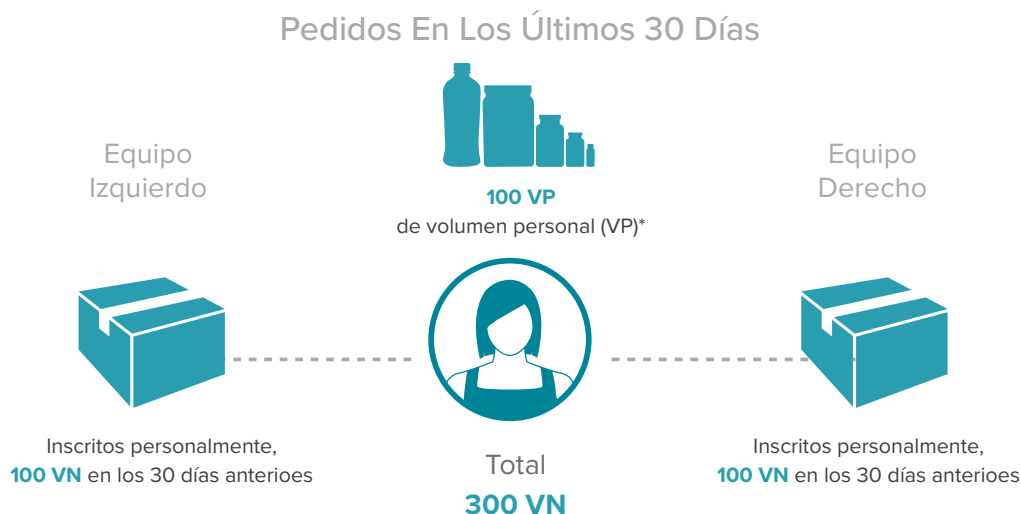 Pedidos En Los Últimos 30 Días
Equipo
Izquierdo
100 VP
de volumen personal (VP)*
Equipo
Derecho
Inscritos personalmente,
100 VN en los 30 días anterioes
Total
300 VN
Inscritos personalmente,
100 VN en los 30 días anterioes